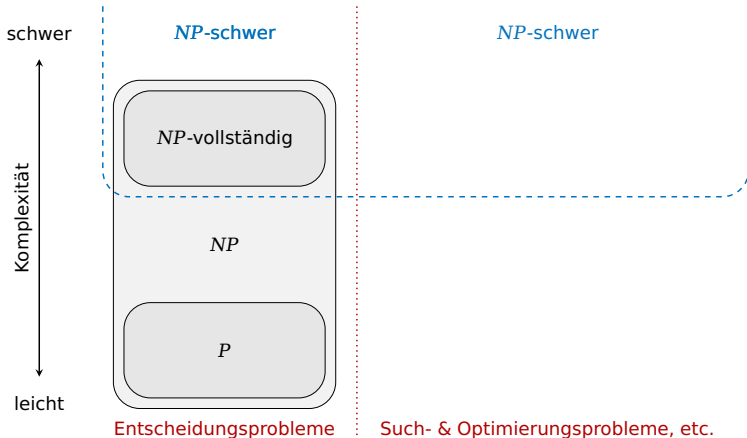 schwer
NP-schwer
NP-schwer
NP-vollständig
Komplexität
NP
P
leicht
Entscheidungsprobleme
Such- & Optimierungsprobleme, etc.